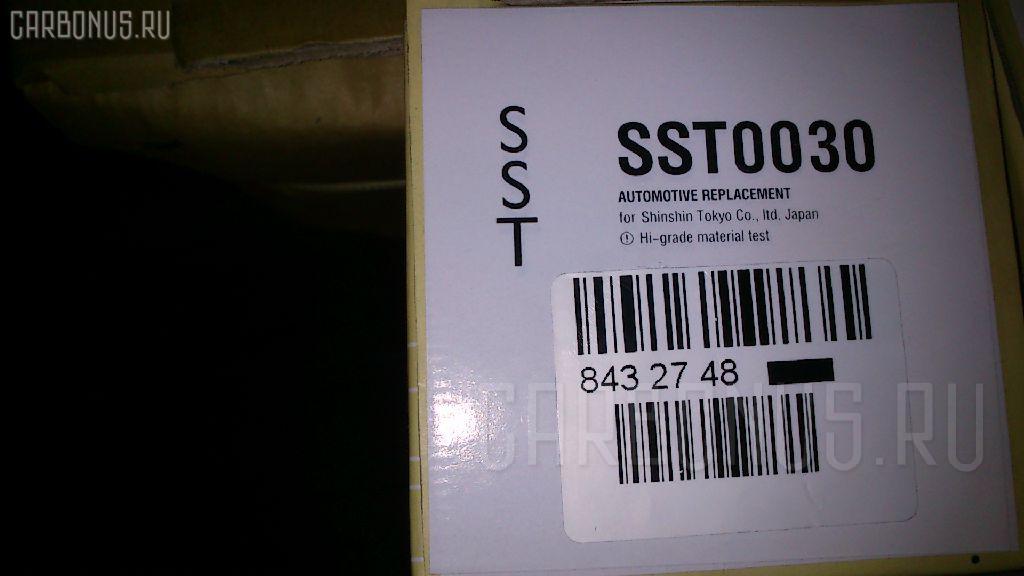 CARBONUS.RU
SST
SST0030
AUTOMOTIVE REPLACEMENT
for Shinshin Tokyo Co., ltd, Japan
! Hi-grade material test
843 27 48
CARBONUS.RU